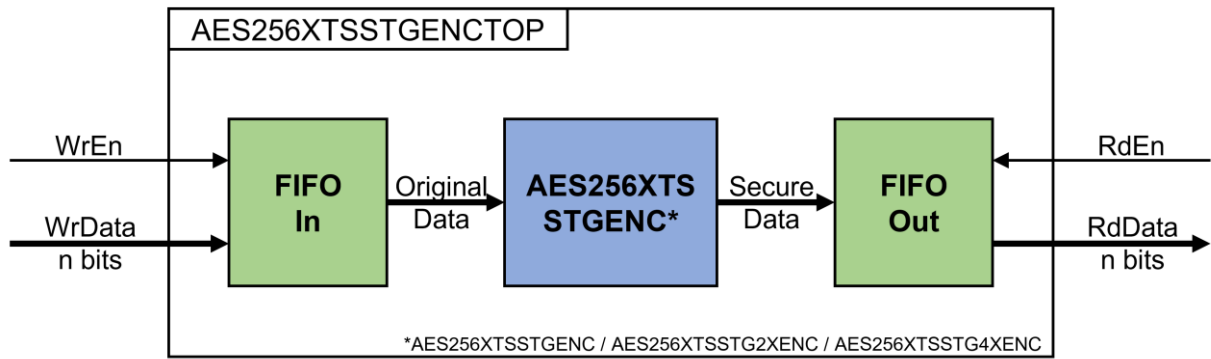 AES256XTSSTGENCTOP
WrEn
WrData
n bits
FIFO
In
Original
Data
AES256XTS
STGENC*
Secure
Data
FIFO
Out
RdEn
RdData
n bits
*AES256XTSSTGENC / AES256XTSSTG2XENC / AES256XTSSTG4XENC